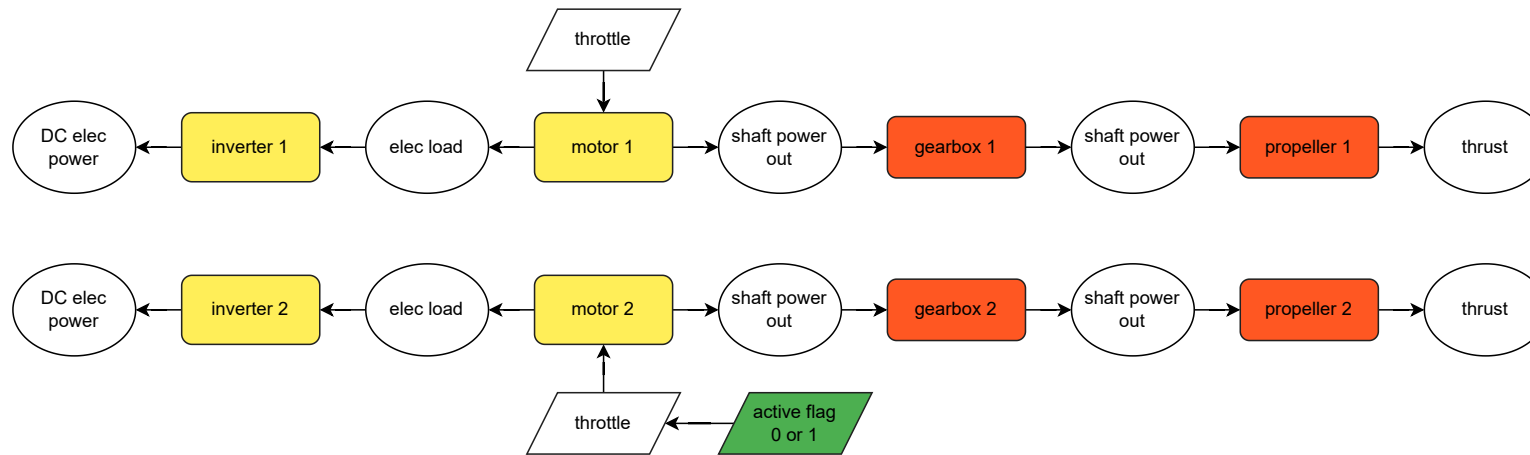 throttle
DC elec
power
inverter 1
elec load
motor 1
shaft power
out
gearbox 1
shaft power
out
propeller 1
thrust
DC elec
power
inverter 2
elec load
motor 2
shaft power
out
gearbox 2
shaft power
out
propeller 2
thrust
throttle
active flag
0 or 1